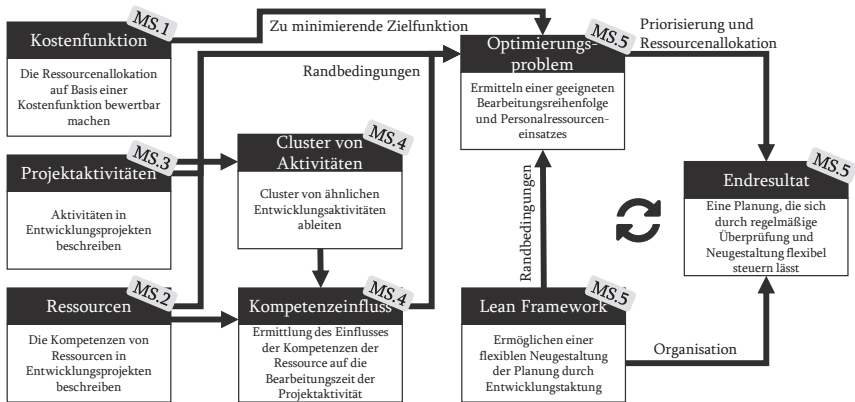 Kostenfunktion
MS.1
Die Ressourcenallokation
auf Basis einer
Kostenfunktion bewertbar
machen
Zu minimierende Zielfunktion
Randbedingungen
Optimierungs-
problem
MS.5
Ermitteln einer geeigneten
Bearbeitungsreihenfolge
und Personalressourcen-
einsatzes
Priorisierung und
Ressourcenallokation
Projektaktivitäten
MS.3
Aktivitäten in
Entwicklungsprojekten
beschreiben
Cluster von
Aktivitäten
MS.4
Cluster von ähnlichen
Entwicklungsaktivitäten
ableiten
Randbedingungen
Endresultat
MS.5
Eine Planung, die sich
durch regelmäßige
Überprüfung und
Neugestaltung flexibel
steuern lässt
Ressourcen
MS.2
Die Kompetenzen von
Ressourcen in
Entwicklungsprojekten
beschreiben
Kompetenzeinfluss
MS.4
Ermittlung des Einflusses
der Kompetenzen der
Ressource auf die
Bearbeitungszeit der
Projektaktivität
Lean Framework
MS.5
Ermöglichen einer
flexiblen Neugestaltung
der Planung durch
Entwicklungstaktung
Organisation